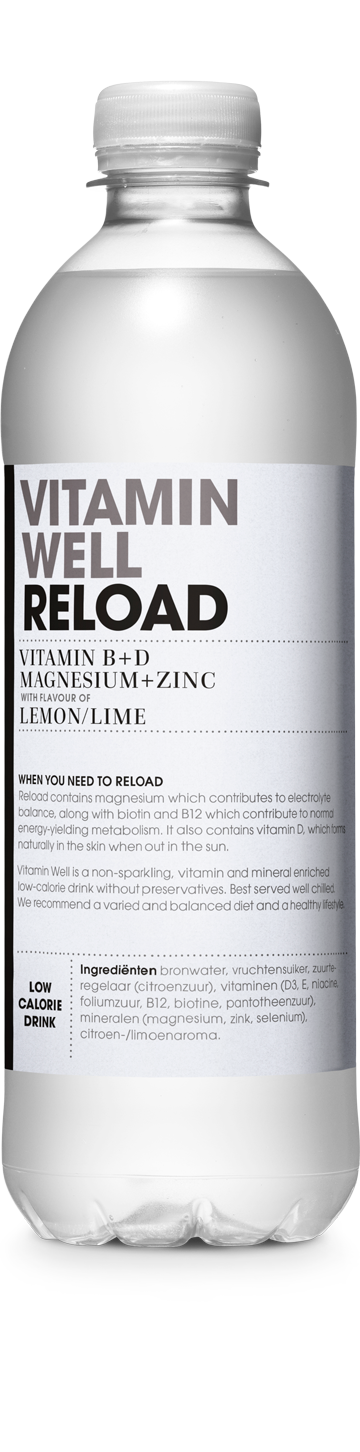 VITAMIN
WELL
RELOAD
VITAMIN B+D
MAGNESIUM+ZINC
WITH FLAVOUR OF
LEMON/LIME
WHEN YOU NEED TO RELOAD
Reload contains magnesium which contributes to electrolyte
balance, along with biotin and B12 which contribute to normal
energy-yielding metabolism. It also contains vitamin D, which forms
naturally in the skin when out in the sun.
Vitamin Well is a non-sparkling, vitamin and mineral enriched
low-calorie drink without preservatives. Best served well chilled.
We recommend a varied and balanced diet and a healthy lifestyle.
LOW
CALORIE
DRINK
Ingrediënten bronwater, vruchtensuiker, zuurte-
regelaar (citroenzuur), vitaminen (D3, E, niacine,
foliumzuur, B12, biotine, pantotheenzuur),
mineralen (magnesium, zink, selenium),
citroen-/limoenaroma.